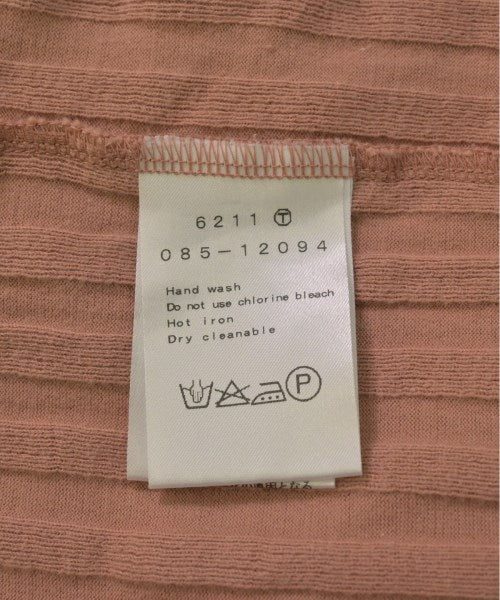 6211 Ⓣ
085-12094
Hand wash
Do not use chlorine bleach
Hot iron
Dry cleanable
P